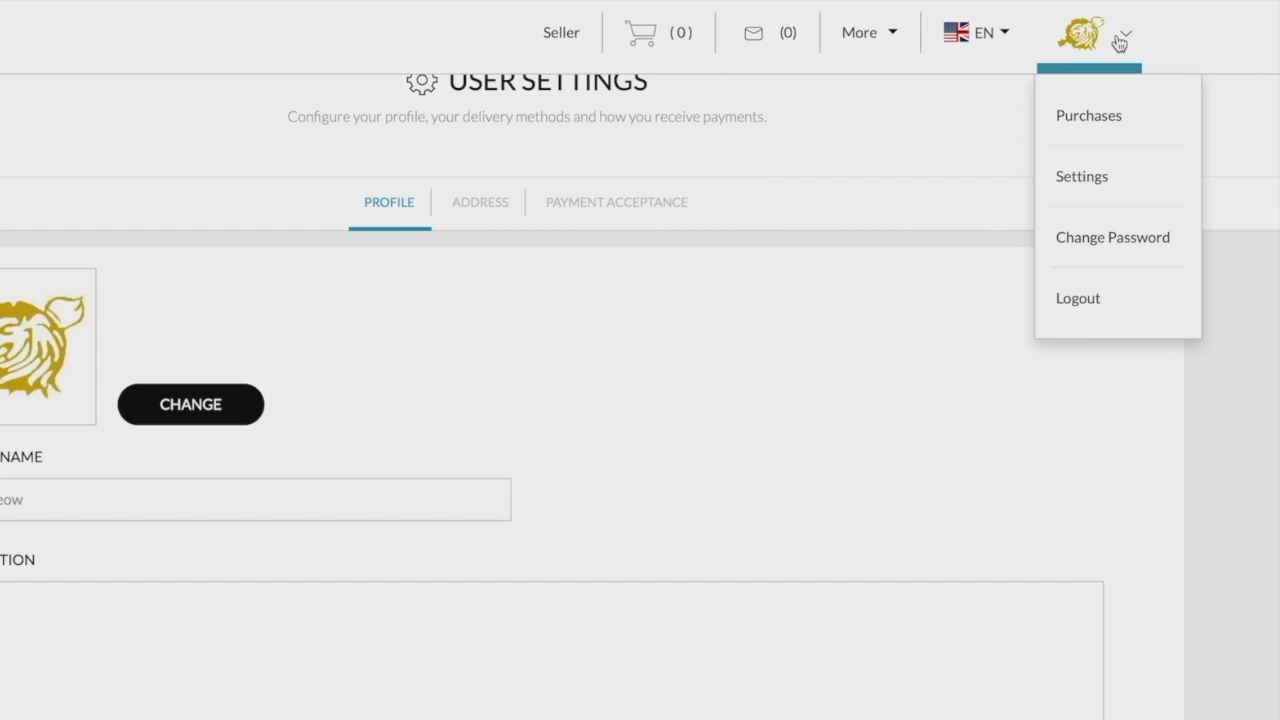 Seller
(0)
(0)
More
EN
USER SETTINGS
Configure your profile, your delivery methods and how you receive payments.
Purchases
Settings
Change Password
Logout
PROFILE
ADDRESS
PAYMENT ACCEPTANCE
CHANGE
NAME
eow
TION